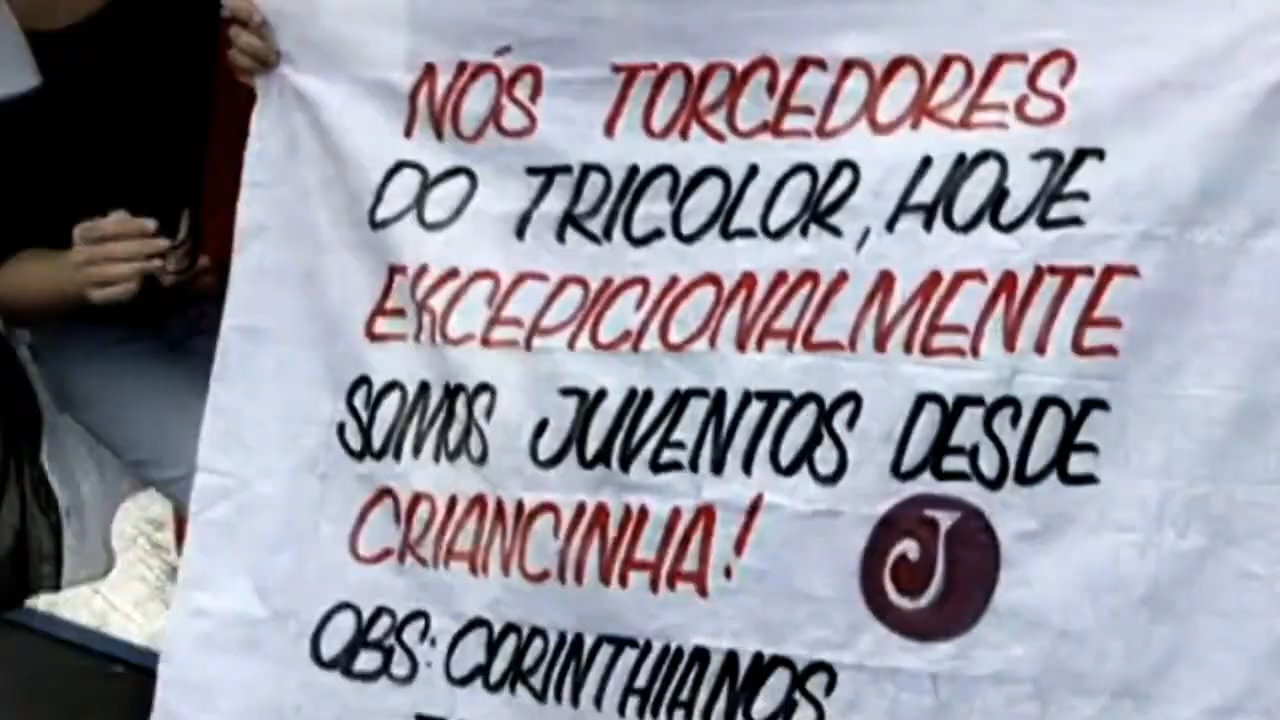 NÓS TORCEDORES
DO TRICOLOR, HOJE
EXCEPICIONALMENTE
SOMOS JUVENTOS DESDE
CRIANCINHA!
J
OBS: CORINTHIANOS